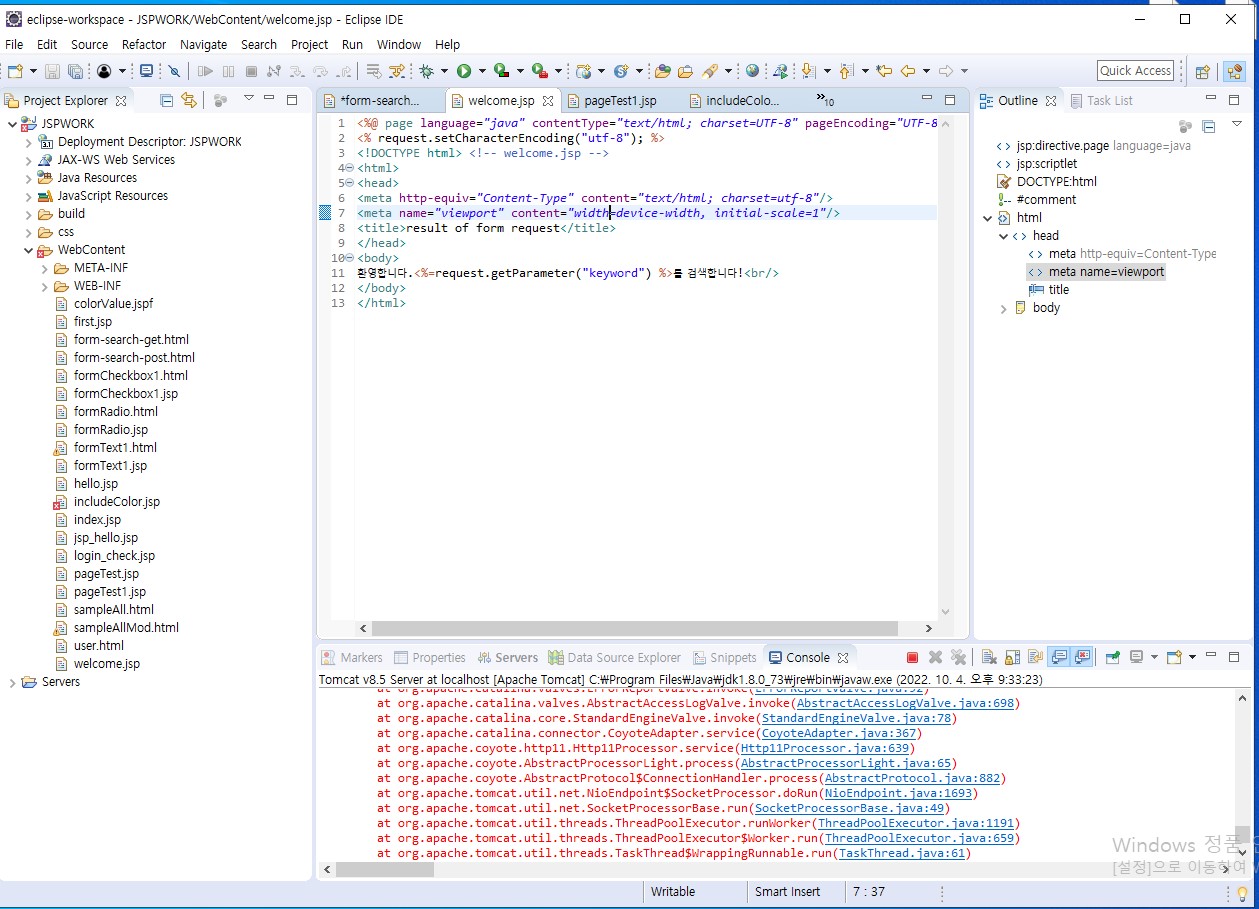 eclipse-workspace - JSPWORK/WebContent/welcome.jsp - Eclipse IDE
File Edit Source Refactor Navigate Search Project Run Window Help
Quick Access
Project Explorer
JSPWORK
Deployment Descriptor: JSPWORK
JAX-WS Web Services
Java Resources
JavaScript Resources
build
css
WebContent
META-INF
WEB-INF
colorValue.jspf
first.jsp
form-search-get.html
form-search-post.html
formCheckbox1.html
formCheckbox1.jsp
formRadio.html
formRadio.jsp
formText1.html
formText1.jsp
hello.jsp
includeColor.jsp
index.jsp
jsp_hello.jsp
login_check.jsp
pageTest.jsp
pageTest1.jsp
sampleAll.html
sampleAllMod.html
user.html
welcome.jsp
Servers
*form-search... welcome.jsp pageTest1.jsp includeColo... »10
1 <%@ page language="java" contentType="text/html; charset=UTF-8" pageEncoding="UTF-8
2 <% request.setCharacterEncoding("utf-8"); %>
3 <!DOCTYPE html> <!-- welcome.jsp -->
4 <html>
5 <head>
6 <meta http-equiv="Content-Type" content="text/html; charset=utf-8"/>
7 <meta name="viewport" content="width=device-width, initial-scale=1"/>
8 <title>result of form request</title>
9 </head>
10 <body>
11 환영합니다.<%=request.getParameter("keyword") %>를 검색합니다!<br/>
12 </body>
13 </html>
Outline Task List
jsp:directive.page language=java
jsp:scriptlet
DOCTYPE:html
#comment
html
head
meta http-equiv=Content-Type
meta name=viewport
title
body
Markers Properties Servers Data Source Explorer Snippets Console
Tomcat v8.5 Server at localhost [Apache Tomcat] C:₩Program Files₩Java₩jdk1.8.0_73₩jre₩bin₩javaw.exe (2022. 10. 4. 오후 9:33:23)
at org.apache.catalina.valves.ErrorReportValve.invoke(ErrorReportValve.java:92)
at org.apache.catalina.valves.AbstractAccessLogValve.invoke(AbstractAccessLogValve.java:698)
at org.apache.catalina.core.StandardEngineValve.invoke(StandardEngineValve.java:78)
at org.apache.catalina.connector.CoyoteAdapter.service(CoyoteAdapter.java:367)
at org.apache.coyote.http11.Http11Processor.service(Http11Processor.java:639)
at org.apache.coyote.AbstractProcessorLight.process(AbstractProcessorLight.java:65)
at org.apache.coyote.AbstractProtocol$ConnectionHandler.process(AbstractProtocol.java:882)
at org.apache.tomcat.util.net.NioEndpoint$SocketProcessor.doRun(NioEndpoint.java:1693)
at org.apache.tomcat.util.net.SocketProcessorBase.run(SocketProcessorBase.java:49)
at org.apache.tomcat.util.threads.ThreadPoolExecutor.runWorker(ThreadPoolExecutor.java:1191)
at org.apache.tomcat.util.threads.ThreadPoolExecutor$Worker.run(ThreadPoolExecutor.java:659)
at org.apache.tomcat.util.threads.TaskThread$WrappingRunnable.run(TaskThread.java:61)
Windows 정품
[설정]으로 이동하여
Writable Smart Insert 7 : 37